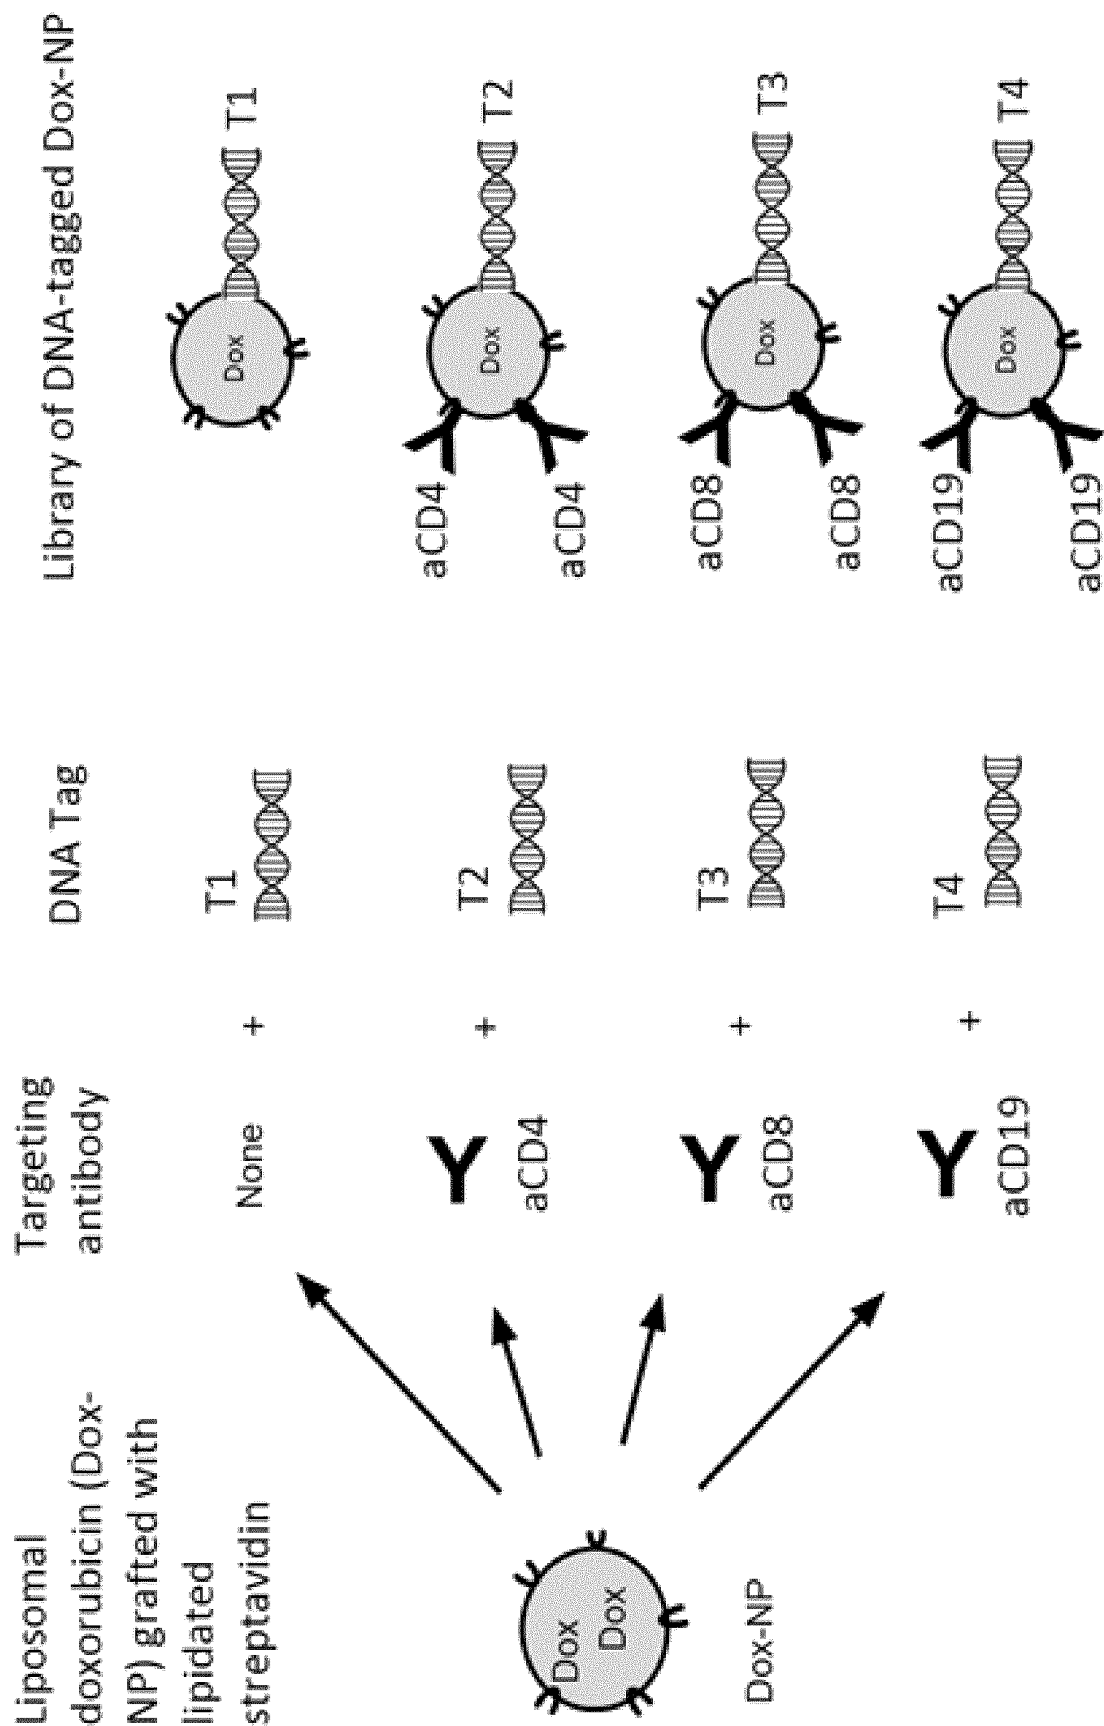 Liposomal
doxorubicin (Dox-
NP) grafted with
lipidated
streptavidin
Targeting
antibody
DNA Tag
Library of DNA-tagged Dox-NP
None
+
T1
Dox
T1
aCD4
+
T2
aCD4
aCD4
Dox
T2
Dox
Dox
Dox-NP
aCD8
+
T3
aCD8
aCD8
Dox
T3
aCD19
+
T4
aCD19
aCD19
Dox
T4